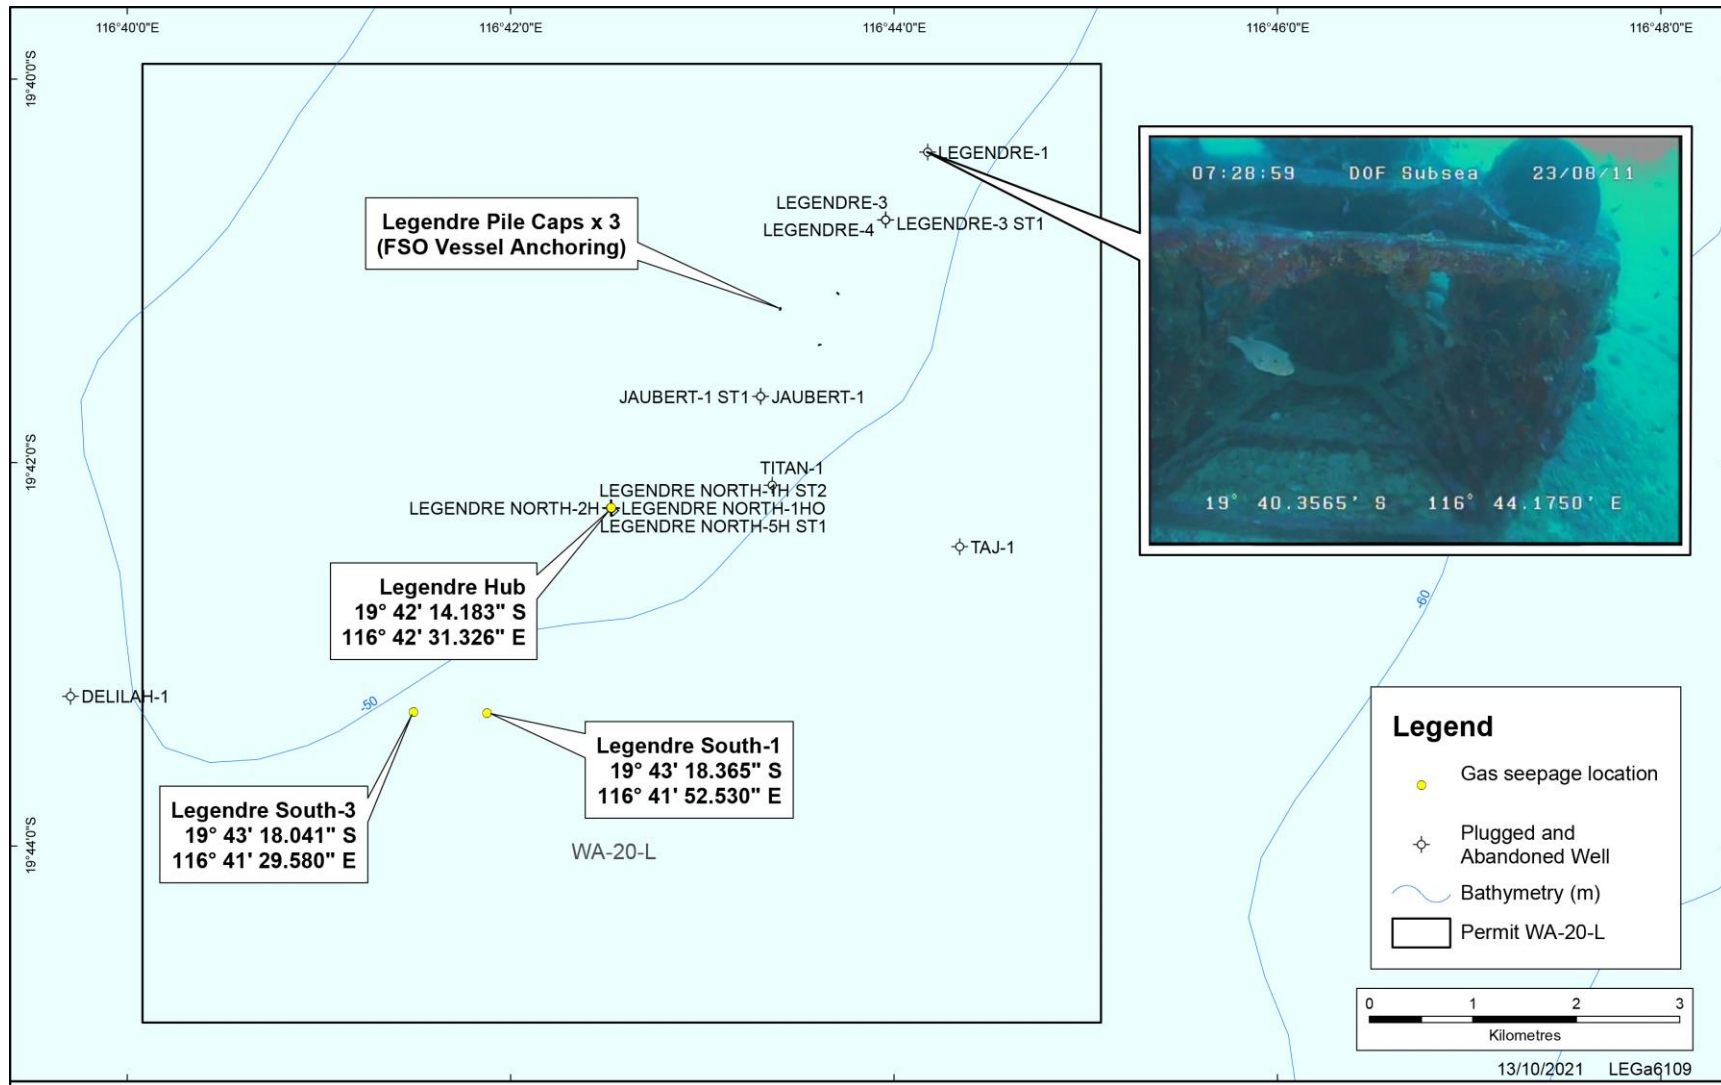 116°40'0"E
116°42'0"E
116°44'0"E
116°46'0"E
116°48'0"E
19°40'0"S
19°42'0"S
19°44'0"S
LEGENDRE-1
LEGENDRE-3
LEGENDRE-4
LEGENDRE-3 ST1
Legendre Pile Caps x 3
(FSO Vessel Anchoring)
07:28:59 DOF Subsea 23/08/11
19° 40.3565' S 116° 44.1750' E
JAUBERT-1 ST1
JAUBERT-1
TITAN-1
LEGENDRE NORTH-1H ST2
LEGENDRE NORTH-2H
LEGENDRE NORTH-1HO
LEGENDRE NORTH-5H ST1
TAJ-1
Legendre Hub
19° 42' 14.183" S
116° 42' 31.326" E
DELILAH-1
-50
-60
Legendre South-1
19° 43' 18.365" S
116° 41' 52.530" E
Legendre South-3
19° 43' 18.041" S
116° 41' 29.580" E
WA-20-L
Legend
Gas seepage location
Plugged and
Abandoned Well
Bathymetry (m)
Permit WA-20-L
0 1 2 3
Kilometres
13/10/2021 LEGa6109